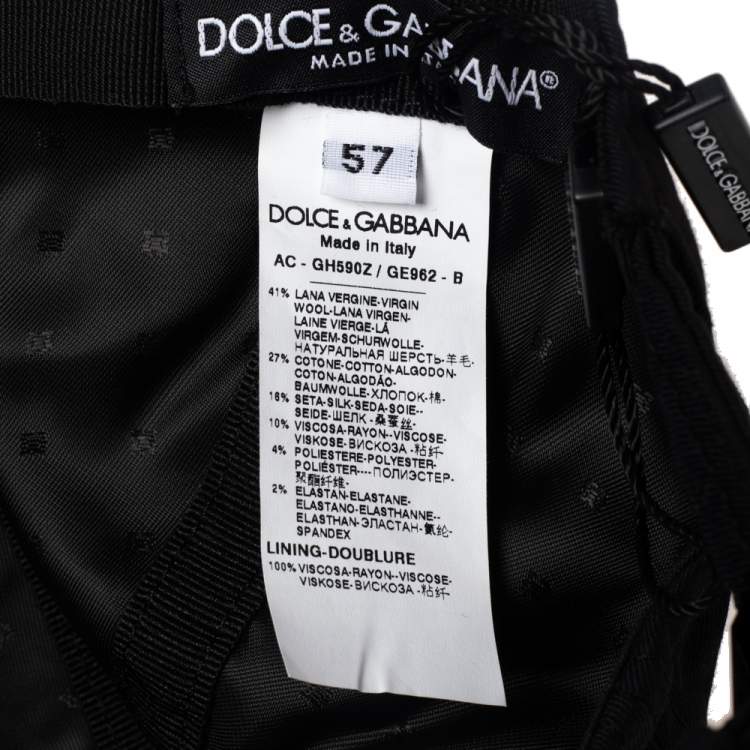 DOLCE & GA
MADE IN
BANA®
DOLCE & GABBANA
57
DOLCE & GABBANA
Made in Italy
AC - GH590Z / GE962 - B
41% LANA VERGINE-VIRGIN
WOOL-LANA VIRGEN-
LAINE VIERGE-LÃ
VIRGEM-SCHURWOLLE-
НАТУРАЛЬНАЯ ШЕРСТЬ-羊毛-
27% COTONE-COTTON-ALGODON-
COTON-ALGODÃO-
BAUMWOLLE-ХЛОПОК-棉-
16% SETA-SILK-SEDA-SOIE--
SEIDE-ШЕЛК -桑蚕丝-
10% VISCOSA-RAYON--VISCOSE-
VISKOSE-ВИСКОЗА -粘纤-
4% POLIESTERE-POLYESTER-
POLIÉSTER----ПОЛИЭСТЕР-
聚酯纤维-
2% ELASTAN-ELASTANE-
ELASTANO-ELASTHANNE--
ELASTHAN-ЭЛАСТАН-氨纶-
SPANDEX
LINING-DOUBLURE
100% VISCOSA-RAYON--VISCOSE-
VISKOSE-ВИСКОЗА -粘纤-